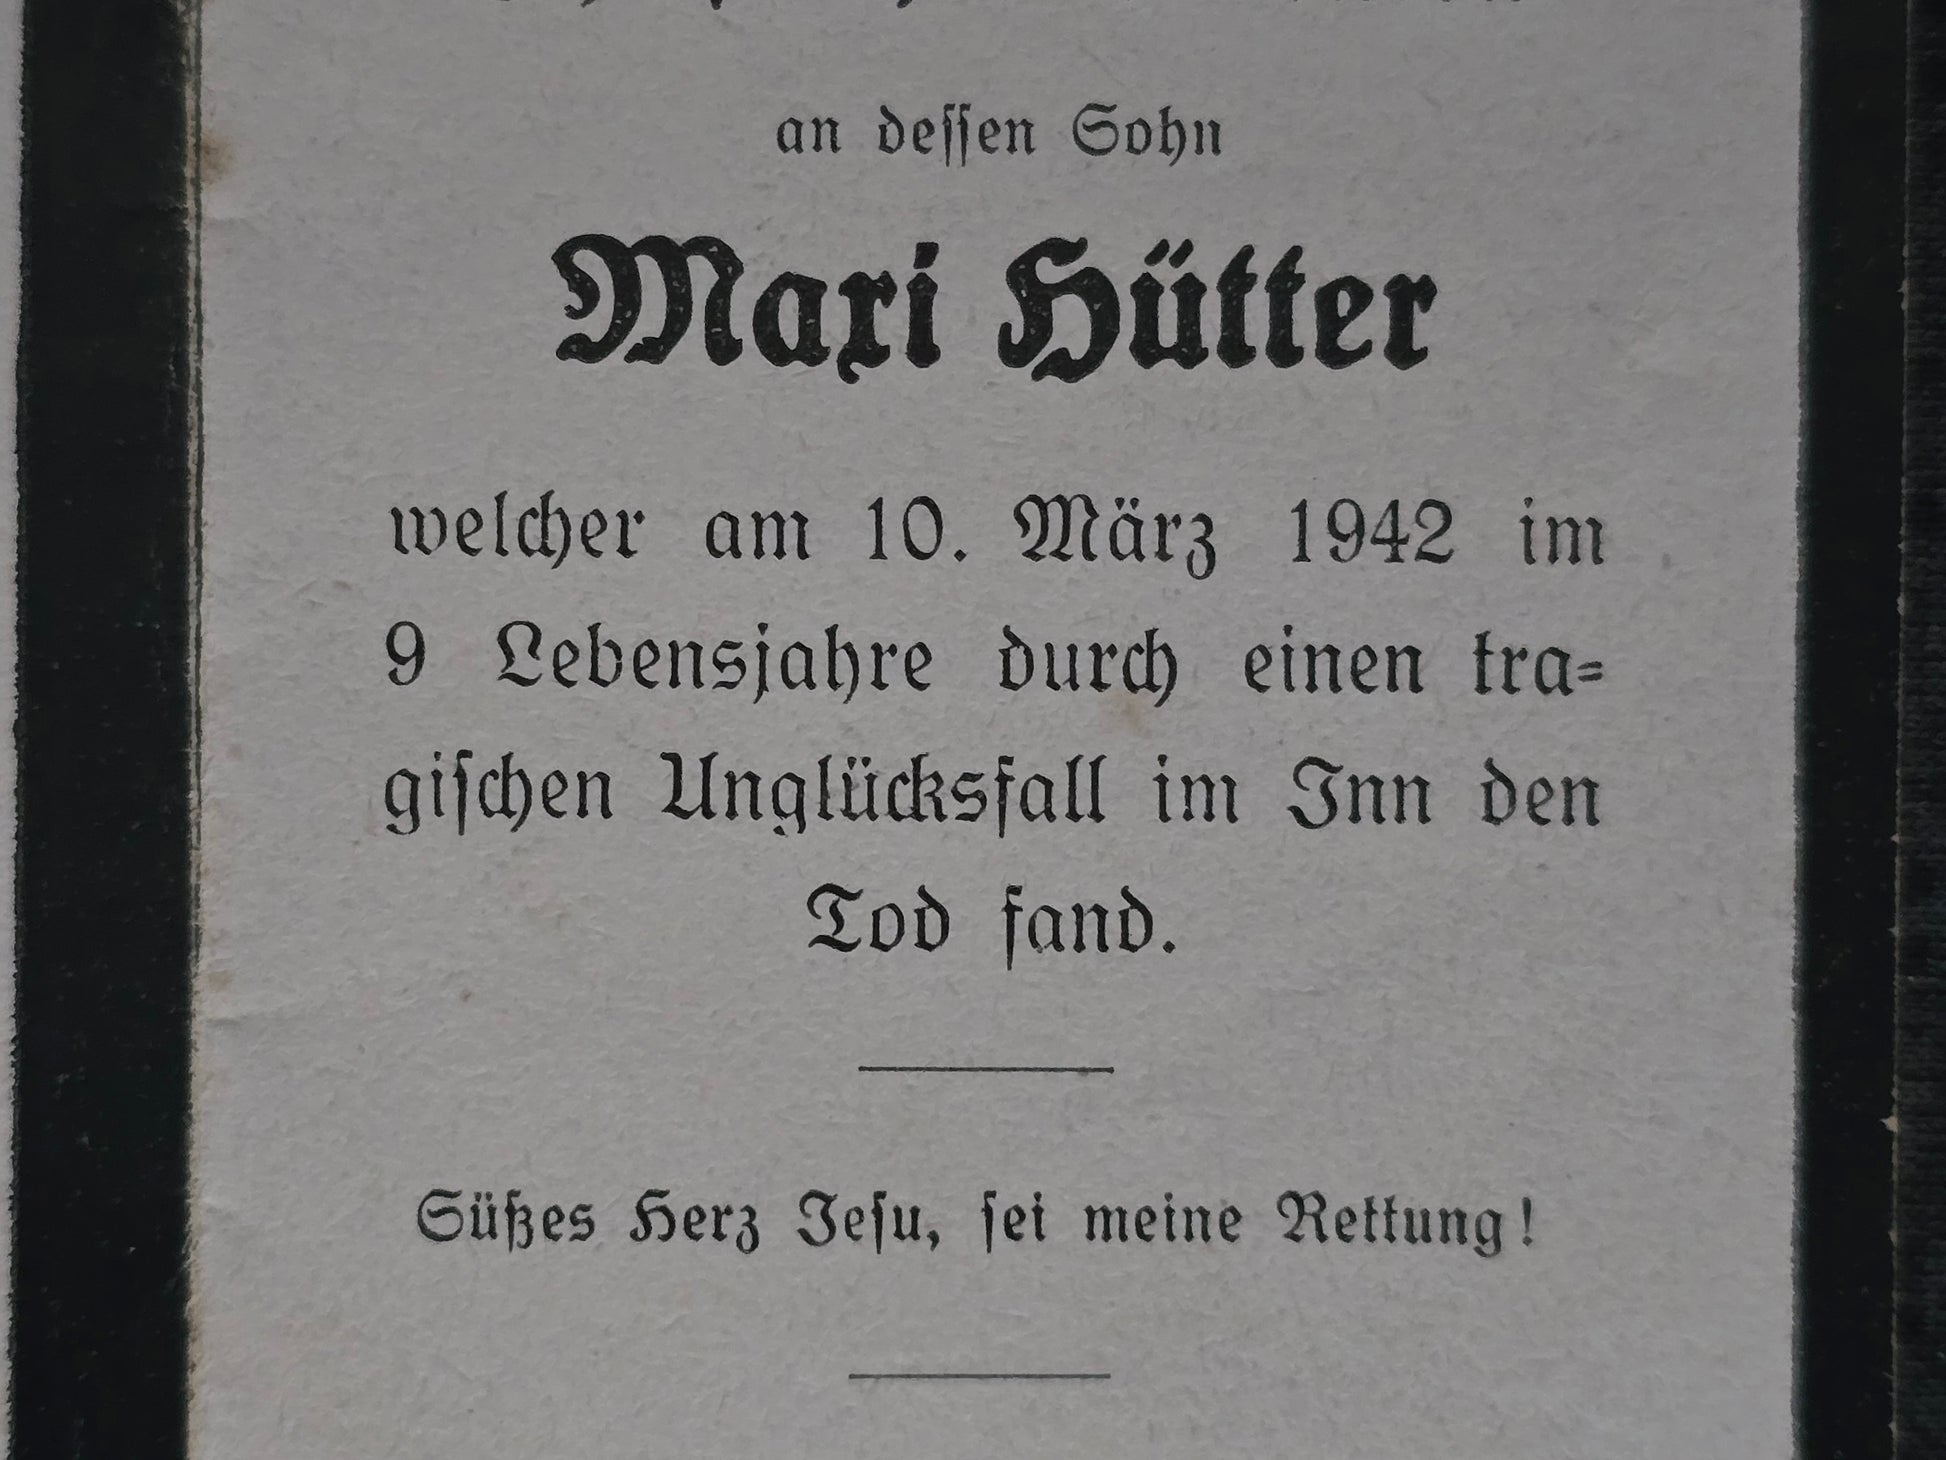 an dessen Sohn
Maxi Hütter
welcher am 10. März 1942 im
9 Lebensjahre durch einen tra=
gischen Unglücksfall im Inn den
Tod fand.
Süßes Herz Jesu, sei meine Rettung!